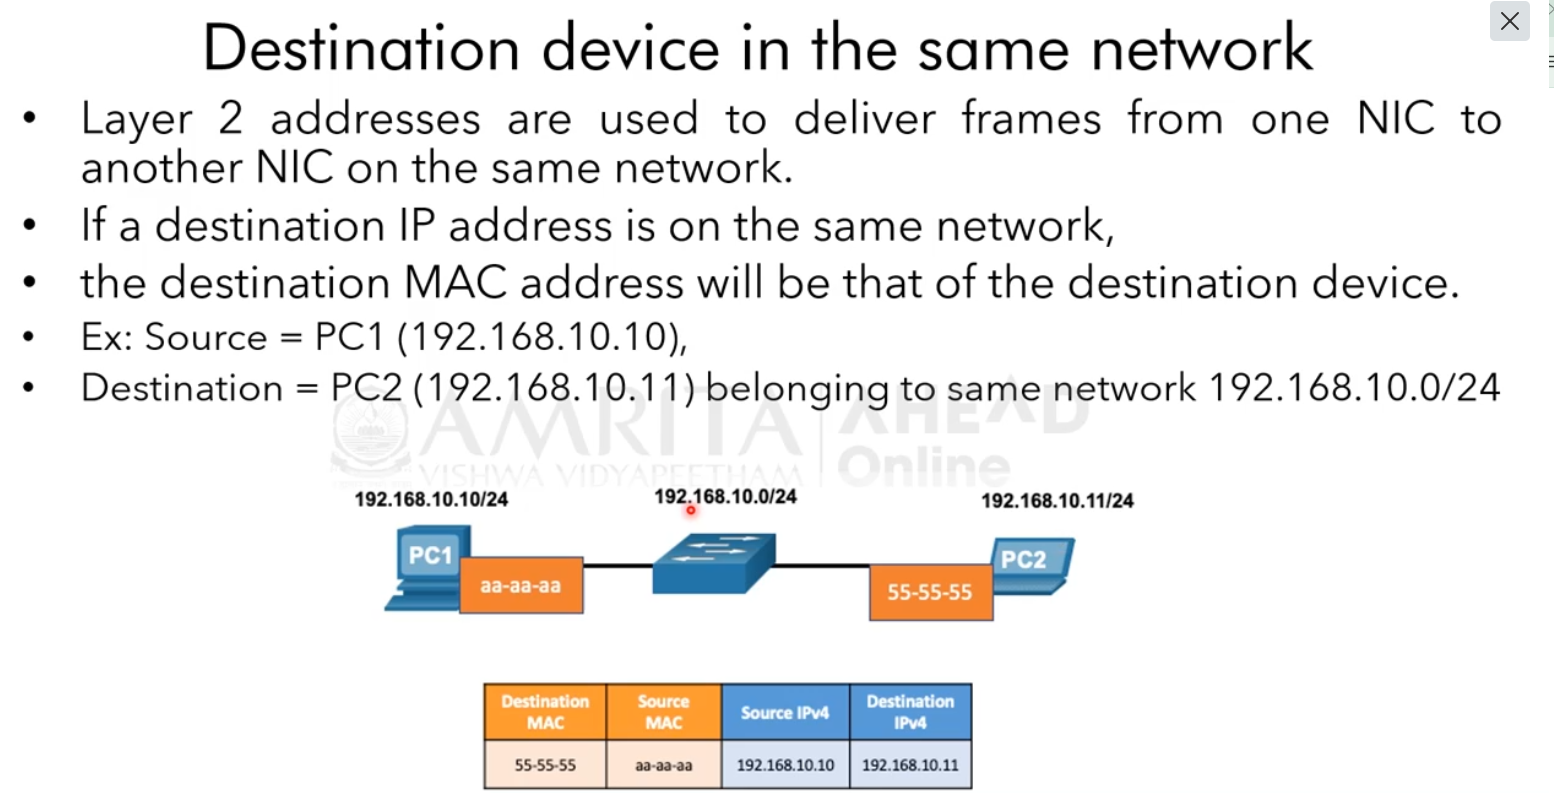 Destination device in the same network
• Layer 2 addresses are used to deliver frames from one NIC to
another NIC on the same network.
• If a destination IP address is on the same network,
• the destination MAC address will be that of the destination device.
• Ex: Source = PC1 (192.168.10.10),
• Destination = PC2 (192.168.10.11) belonging to same network 192.168.10.0/24
AMRITA AHEAD
VISHWA VIDYAPEETHAM Online
192.168.10.10/24 192.168.10.0/24 192.168.10.11/24
PC1 PC2
aa-aa-aa 55-55-55
Destination MAC Source MAC Source IPv4 Destination IPv4
55-55-55 aa-aa-aa 192.168.10.10 192.168.10.11